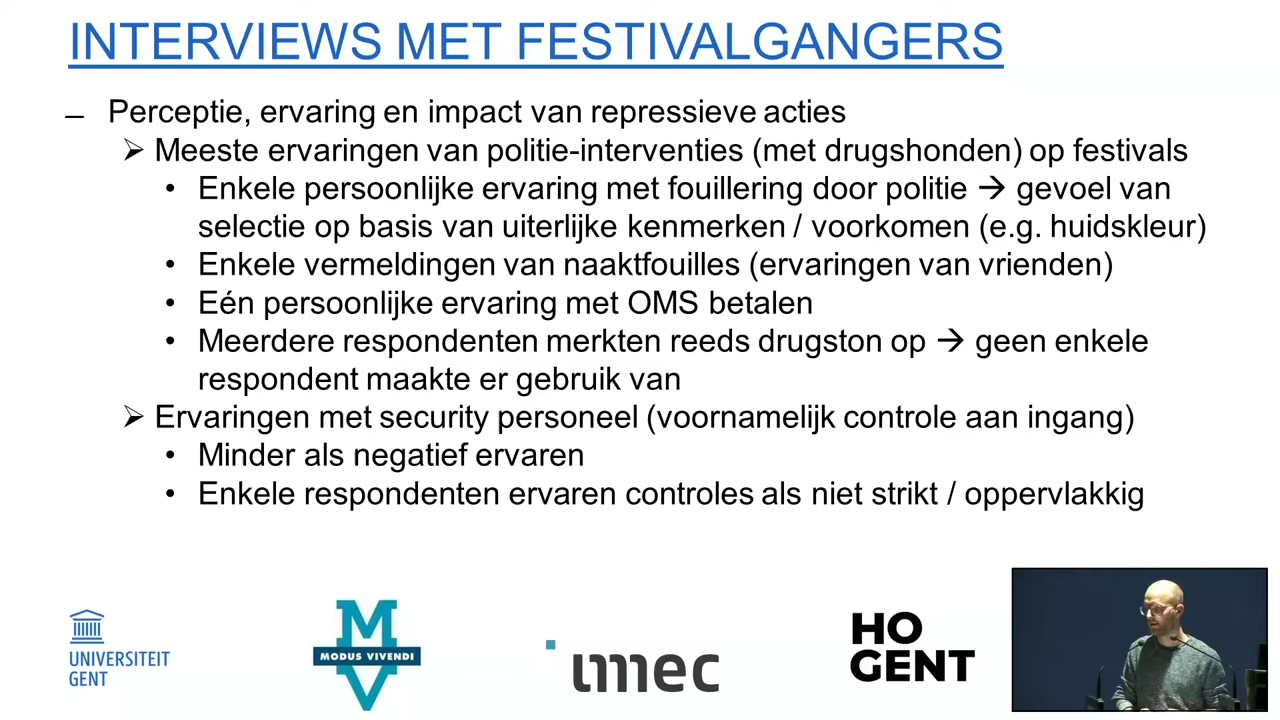 INTERVIEWS MET FESTIVALGANGERS
– Perceptie, ervaring en impact van repressieve acties
➢ Meeste ervaringen van politie-interventies (met drugshonden) op festivals
• Enkele persoonlijke ervaring met fouillering door politie → gevoel van
selectie op basis van uiterlijke kenmerken / voorkomen (e.g. huidskleur)
• Enkele vermeldingen van naaktfouilles (ervaringen van vrienden)
• Eén persoonlijke ervaring met OMS betalen
• Meerdere respondenten merkten reeds drugston op → geen enkele
respondent maakte er gebruik van
➢ Ervaringen met security personeel (voornamelijk controle aan ingang)
• Minder als negatief ervaren
• Enkele respondenten ervaren controles als niet strikt / oppervlakkig
UNIVERSITEIT
GENT
M
MODUS VIVENDI
V
imec
HO
GENT